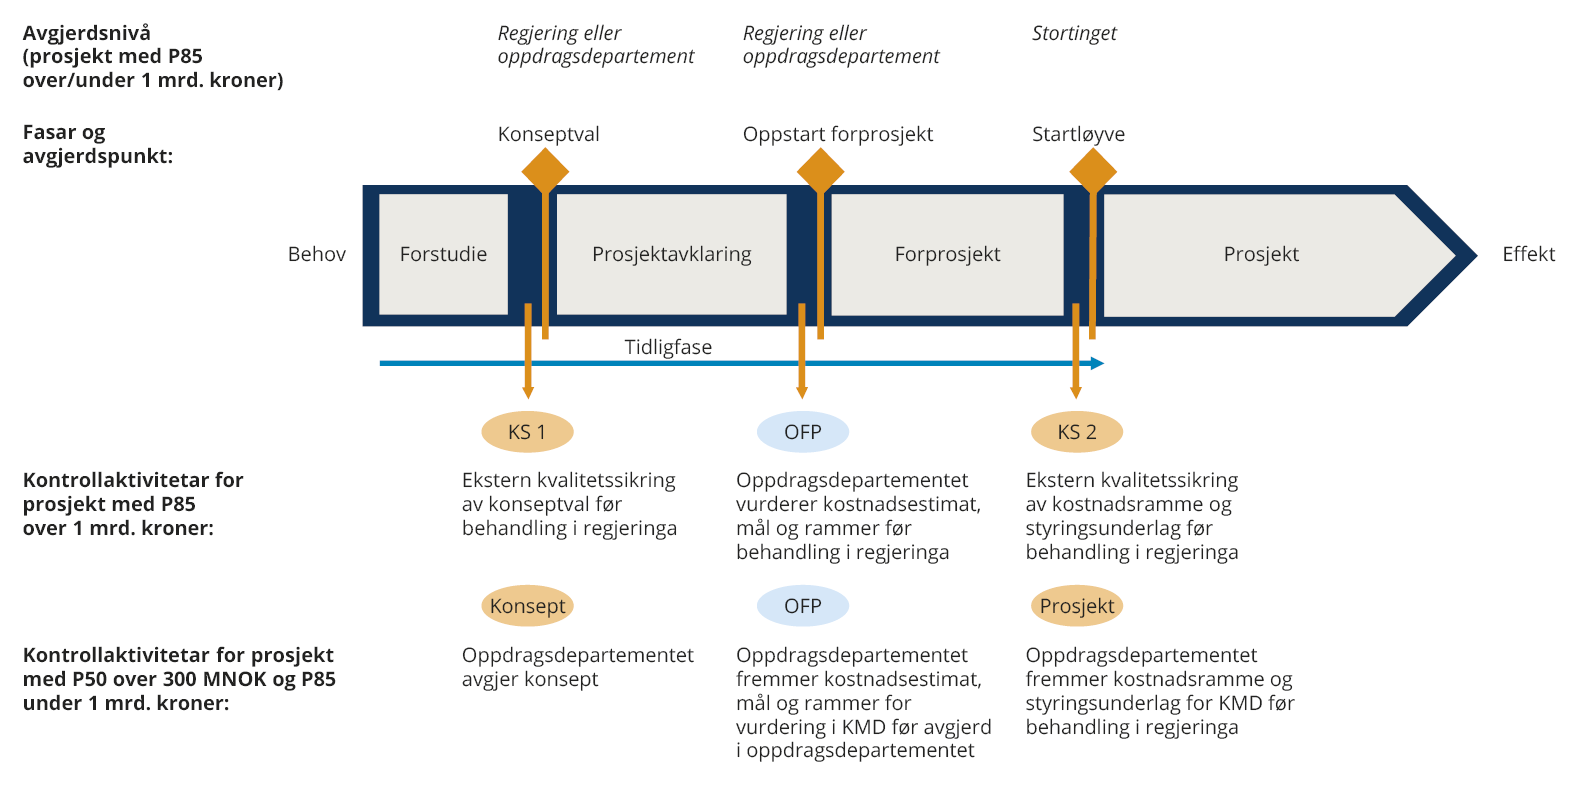 Avgjerdsnivå
(prosjekt med P85
over/under 1 mrd. kroner)
Regjering eller
oppdragsdepartement
Regjering eller
oppdragsdepartement
Stortinget
Fasar og
avgjerdspunkt:
Konseptval
Oppstart forprosjekt
Startløyve
Behov
Forstudie
Prosjektavklaring
Forprosjekt
Prosjekt
Effekt
Tidligfase
KS 1
OFP
KS 2
Kontrollaktivitetar for
prosjekt med P85
over 1 mrd. kroner:
Ekstern kvalitetssikring
av konseptval før
behandling i regjeringa
Oppdragsdepartementet
vurderer kostnadsestimat,
mål og rammer før
behandling i regjeringa
Ekstern kvalitetssikring
av kostnadsramme og
styringsunderlag før
behandling i regjeringa
Konsept
OFP
Prosjekt
Kontrollaktivitetar for prosjekt
med P50 over 300 MNOK og P85
under 1 mrd. kroner:
Oppdragsdepartementet
avgjer konsept
Oppdragsdepartementet
fremmer kostnadsestimat,
mål og rammer for
vurdering i KMD før avgjerd
i oppdragsdepartementet
Oppdragsdepartementet
fremmer kostnadsramme og
styringsunderlag for KMD før
behandling i regjeringa